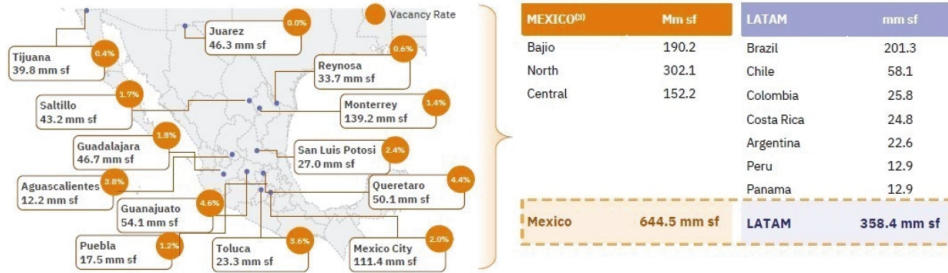 Vacancy Rate
Juarez
46.3 mm sf
0.0%
Tijuana
39.8 mm sf
0.4%
Reynosa
33.7 mm sf
0.6%
Saltillo
43.2 mm sf
1.7%
Monterrey
139.2 mm sf
1.4%
Guadalajara
46.7 mm sf
1.8%
San Luis Potosi
27.0 mm sf
2.4%
Aguascalientes
12.2 mm sf
3.8%
Queretaro
50.1 mm sf
4.4%
Guanajuato
54.1 mm sf
4.6%
Puebla
17.5 mm sf
1.2%
Toluca
23.3 mm sf
3.6%
Mexico City
111.4 mm sf
2.0%
MEXICO(3) Mm sf
Bajio 190.2
North 302.1
Central 152.2
Mexico 644.5 mm sf
LATAM mm sf
Brazil 201.3
Chile 58.1
Colombia 25.8
Costa Rica 24.8
Argentina 22.6
Peru 12.9
Panama 12.9
LATAM 358.4 mm sf